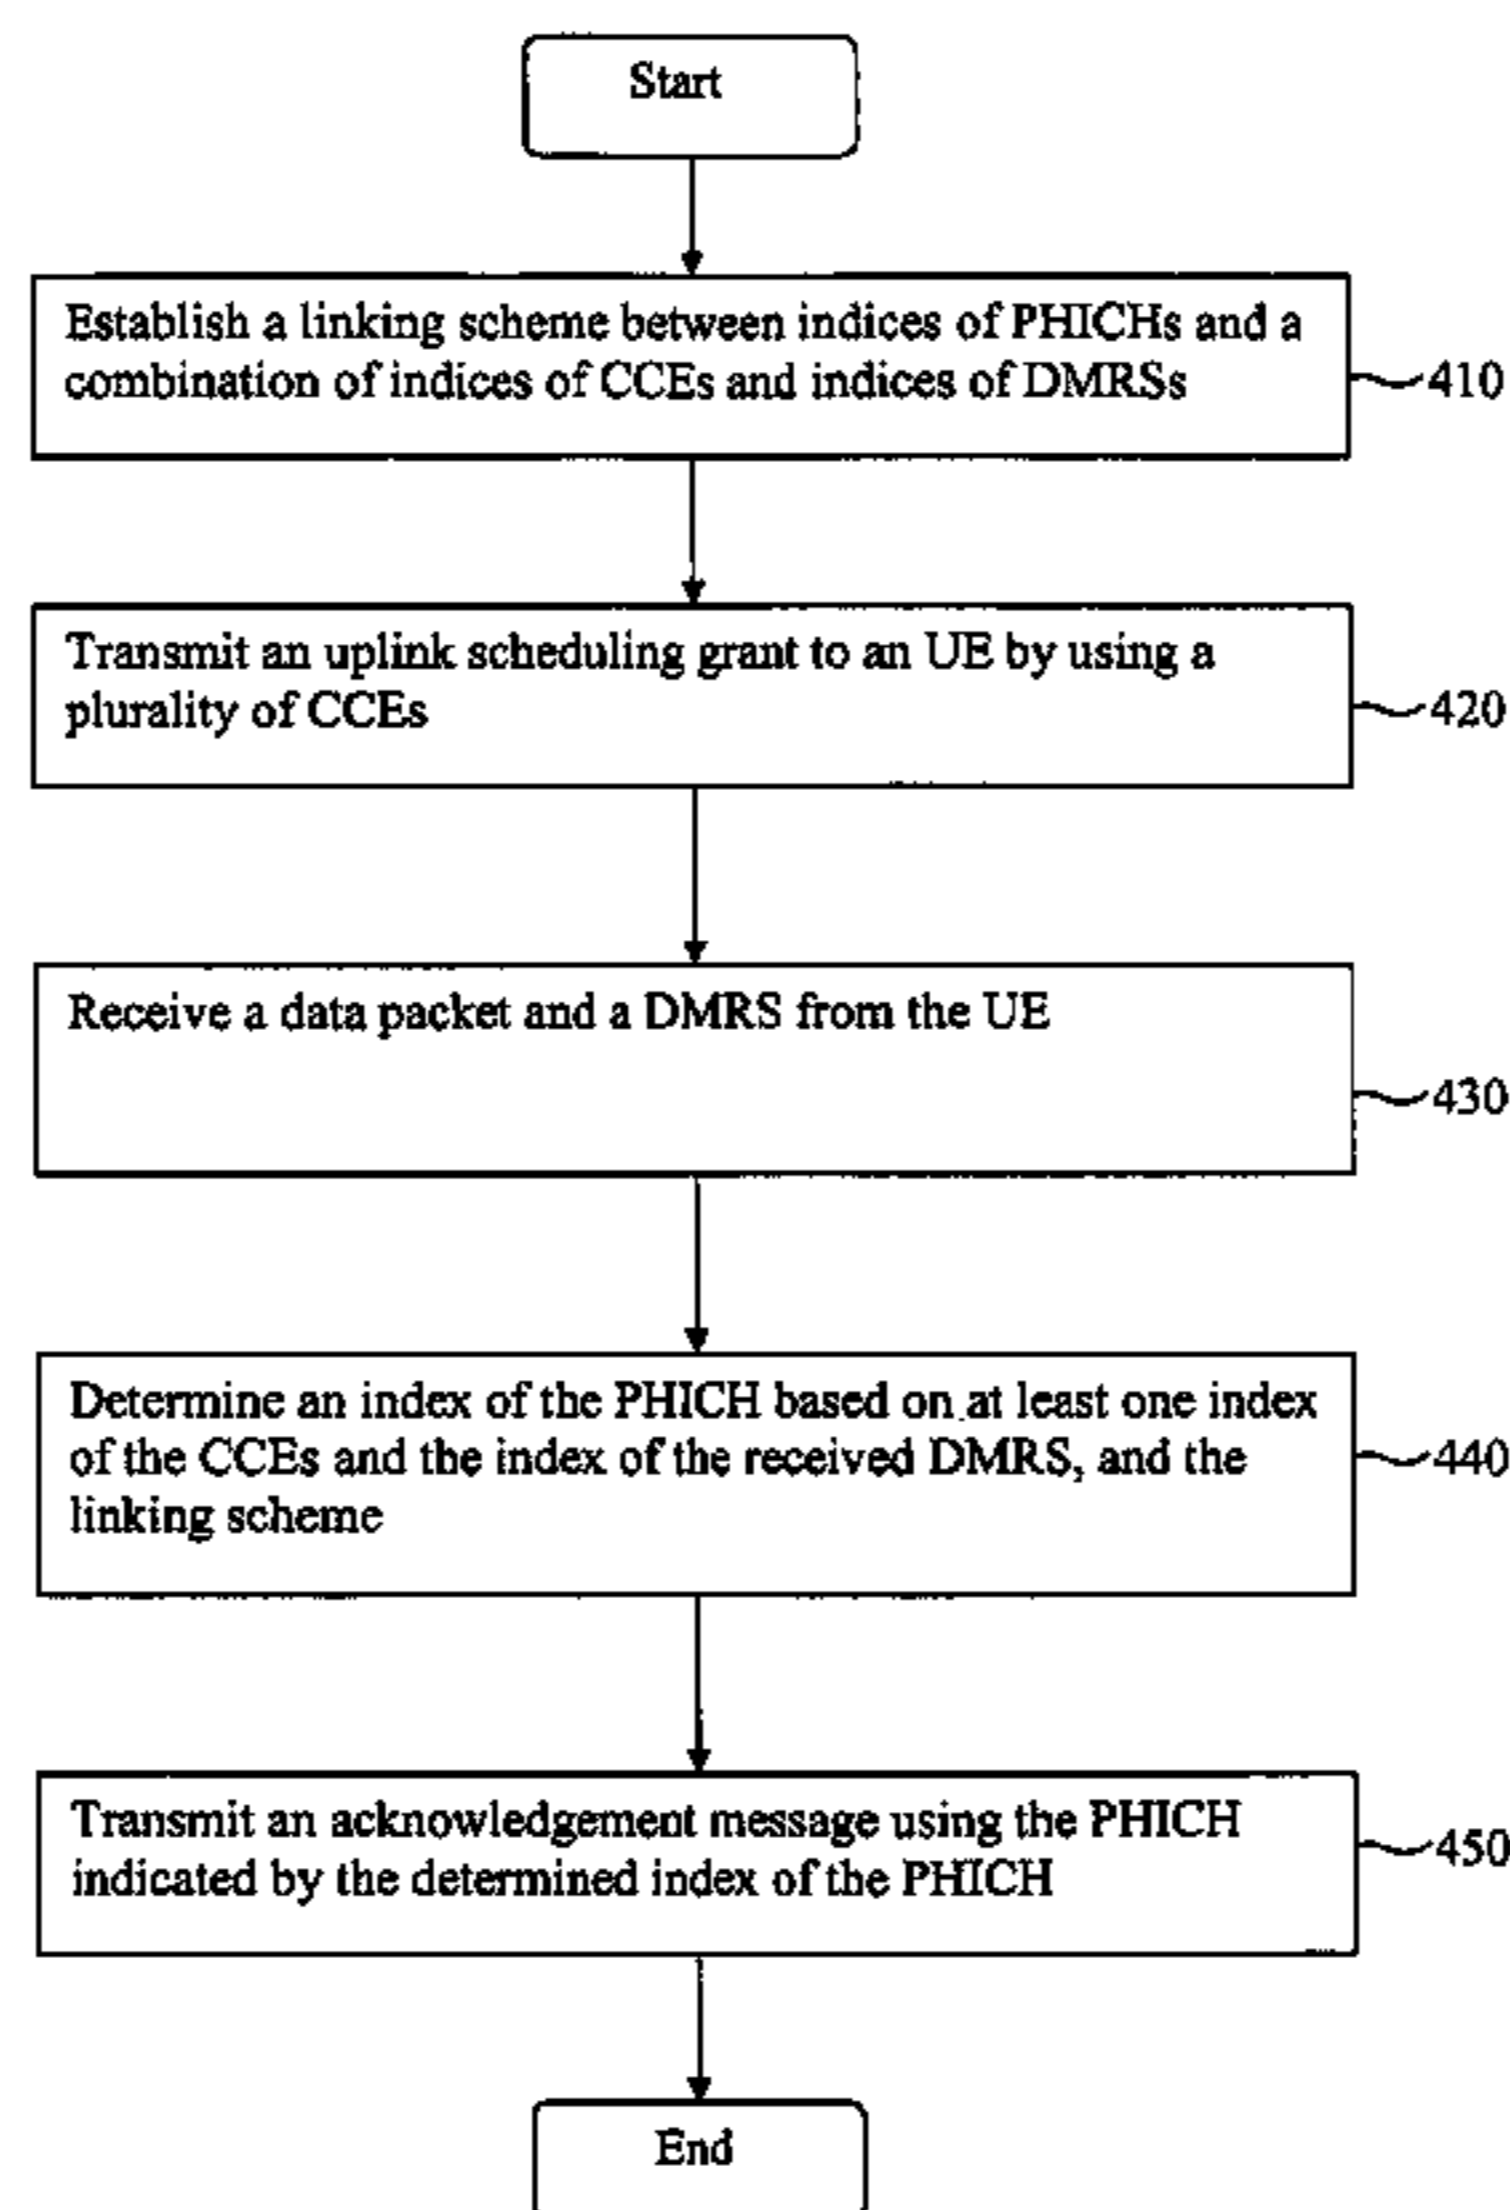 Start
Establish a linking scheme between indices of PHICHs and a
combination of indices of CCEs and indices of DMRSs
410
Transmit an uplink scheduling grant to an UE by using a
plurality of CCEs
420
Receive a data packet and a DMRS from the UE
430
Determine an index of the PHICH based on at least one index
of the CCEs and the index of the received DMRS, and the
linking scheme
440
Transmit an acknowledgement message using the PHICH
indicated by the determined index of the PHICH
450
End